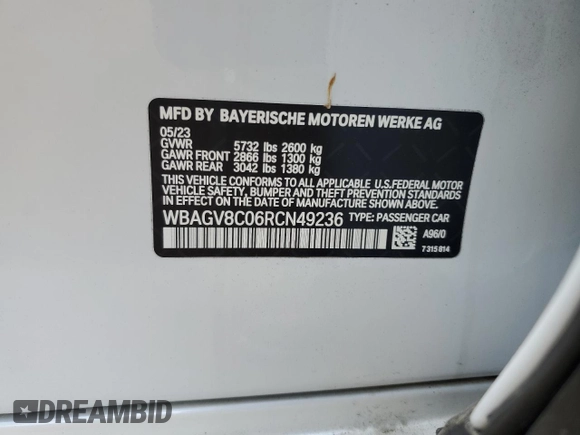 MFD BY BAYERISCHE MOTOREN WERKE AG
05/23
GVWR 5732 lbs 2600 kg
GAWR FRONT 2866 lbs 1300 kg
GAWR REAR 3042 lbs 1380 kg
THIS VEHICLE CONFORMS TO ALL APPLICABLE U.S.FEDERAL MOTOR
VEHICLE SAFETY, BUMPER AND THEFT PREVENTION STANDARDS
IN EFFECT ON THE DATE OF MANUFACTURE SHOWN ABOVE.
WBAGV8C06RCN49236 TYPE: PASSENGER CAR
A96/0
7315814
DREAMBID